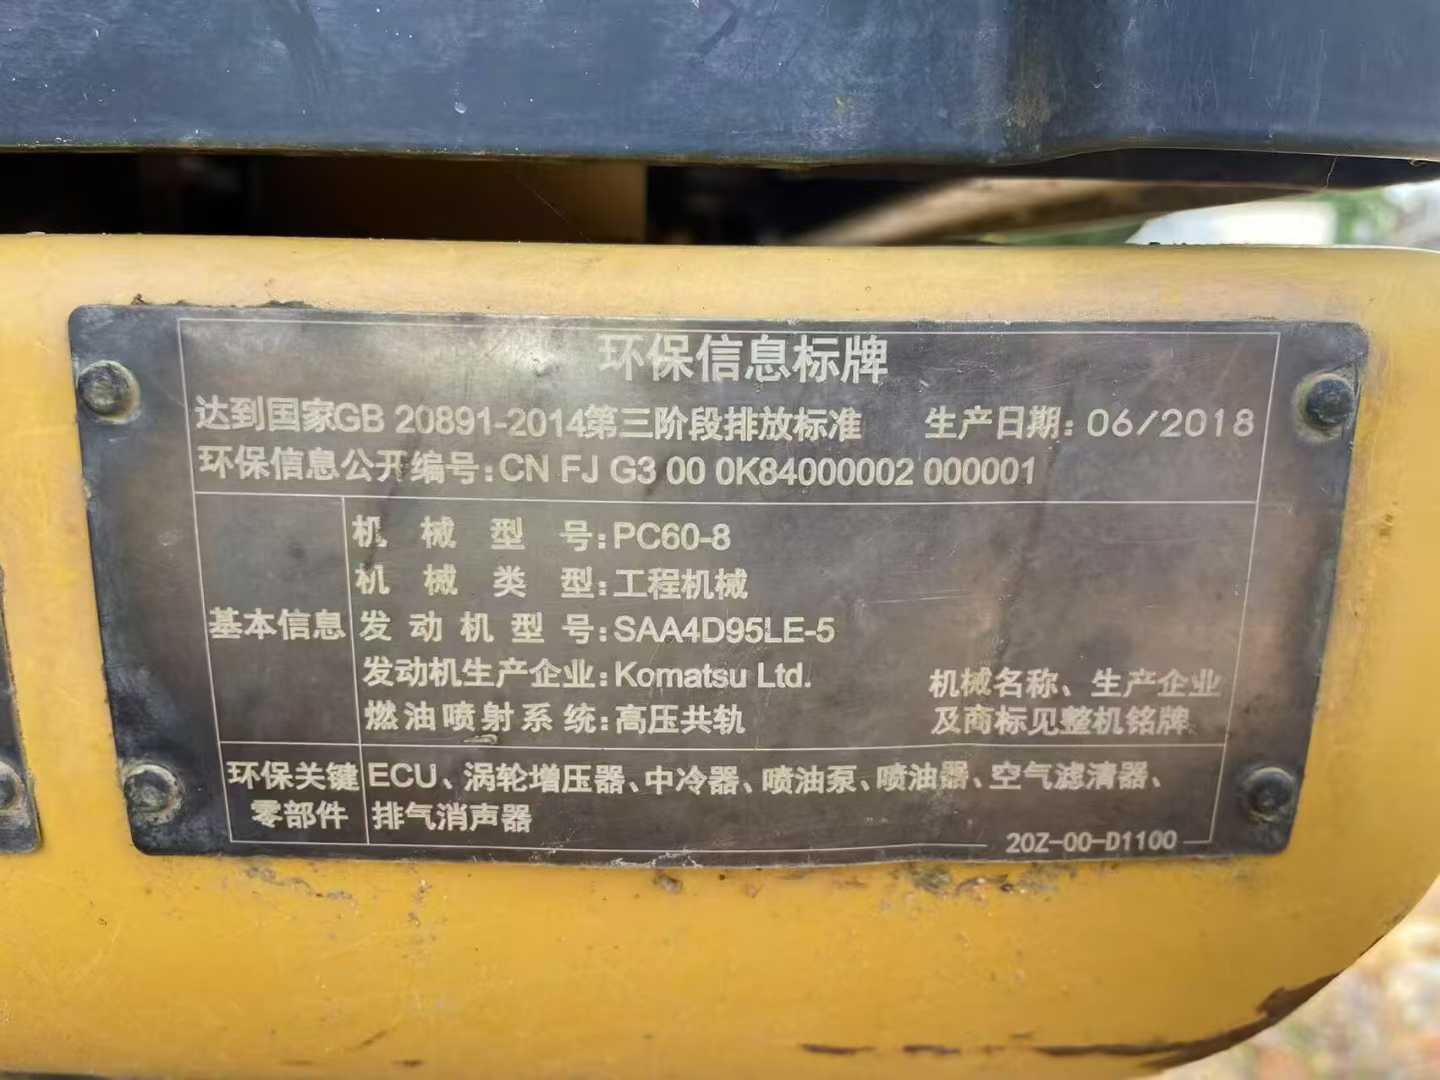 环保信息标牌
达到国家GB 20891-2014第三阶段排放标准 生产日期: 06/2018
环保信息公开编号:CN FJ G3 00 0K84000002 000001
基本信息
机械型号:PC60-8
机械类型:工程机械
发动机型号:SAA4D95LE-5
发动机生产企业:Komatsu Ltd.
燃油喷射系统:高压共轨
机械名称、生产企业
及商标见整机铭牌
环保关键
零部件
ECU、涡轮增压器、中冷器、喷油泵、喷油器、空气滤清器、
排气消声器
20Z-00-D1100